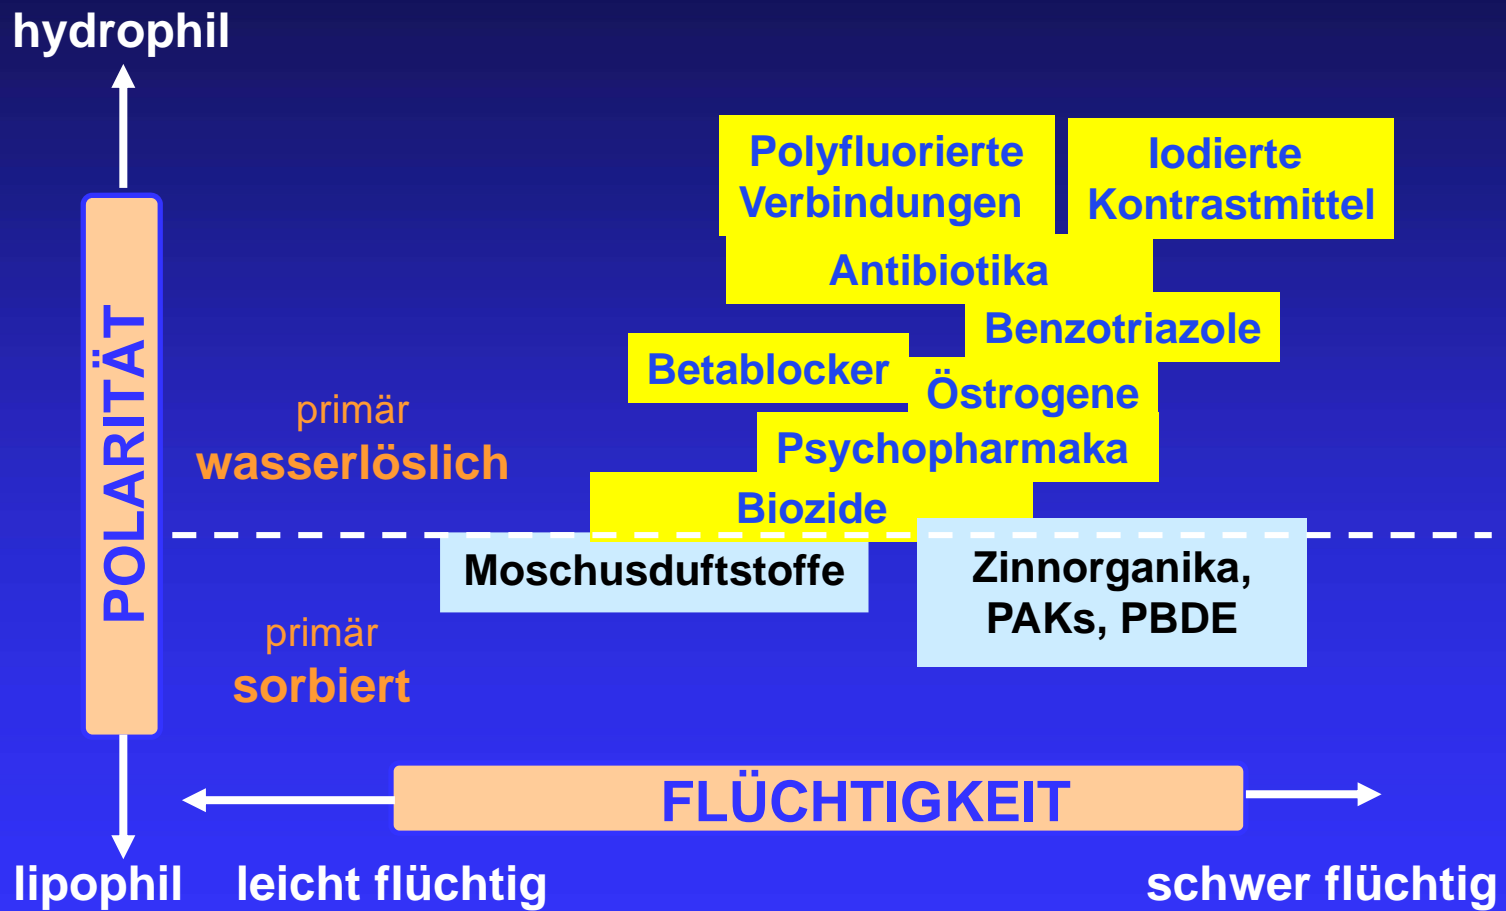 hydrophil
Polyfluorierte
Verbindungen
Iodierte
Kontrastmittel
Antibiotika
Benzotriazole
Betablocker
Östrogene
primär
wasserlöslich
Psychopharmaka
Biozide
POLARITÄT
Moschusduftstoffe
Zinnorganika,
PAKs, PBDE
primär
sorbiert
FLÜCHTIGKEIT
lipophil
leicht flüchtig
schwer flüchtig